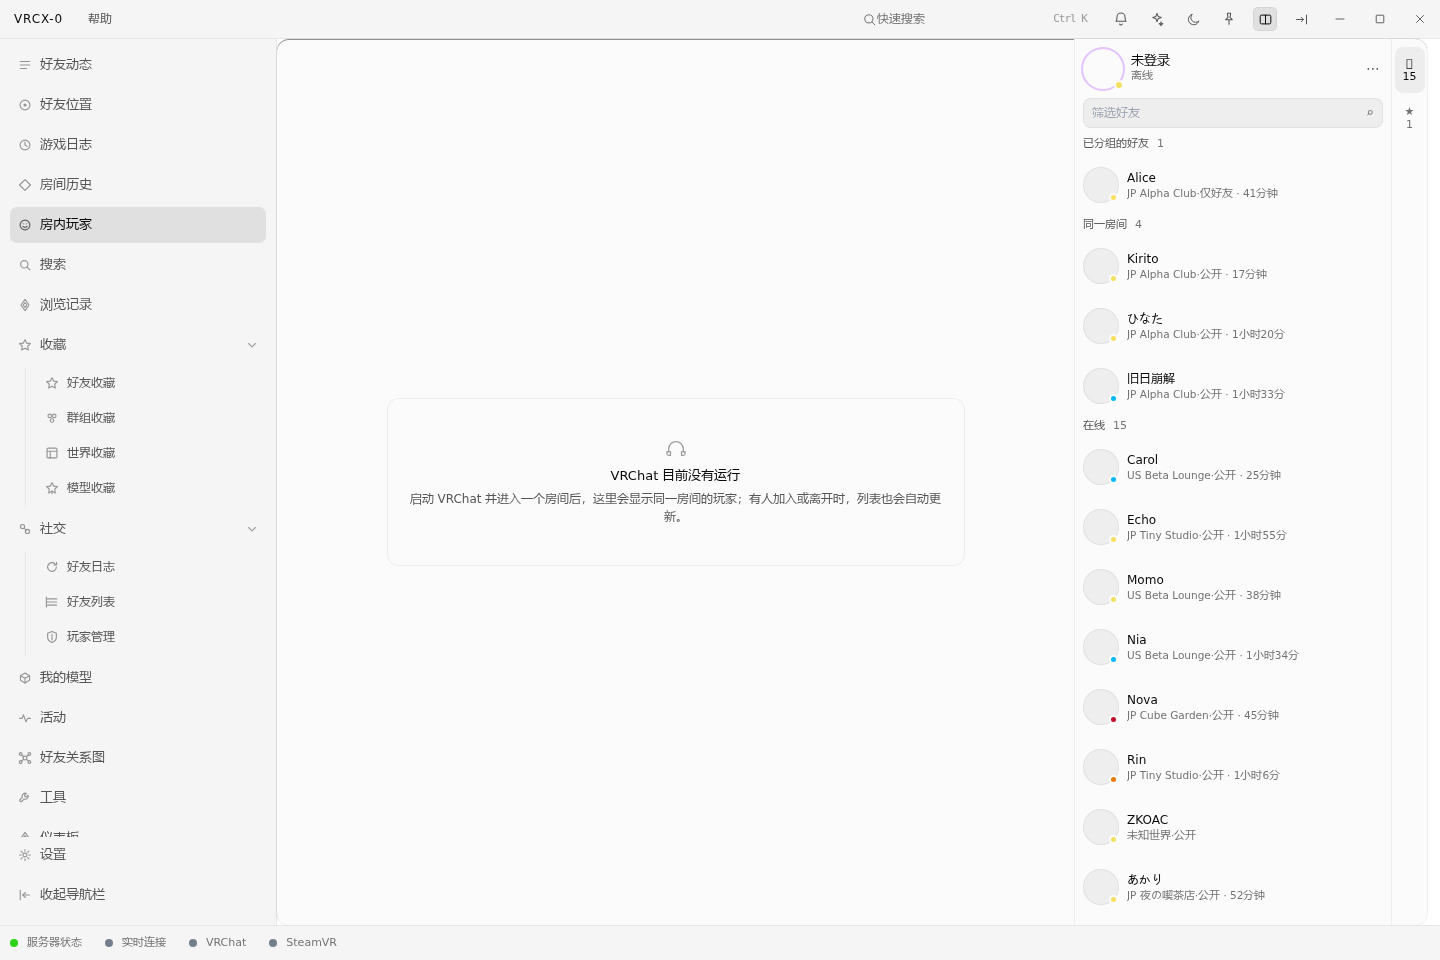 VRCX-0
帮助
快速搜索
Ctrl K
好友动态
好友位置
游戏日志
房间历史
房内玩家
搜索
浏览记录
收藏
好友收藏
群组收藏
世界收藏
模型收藏
社交
好友日志
好友列表
玩家管理
我的模型
活动
好友关系图
工具
仪表板
设置
收起导航栏
VRChat 目前没有运行
启动 VRChat 并进入一个房间后，这里会显示同一房间的玩家；有人加入或离开时，列表也会自动更
新。
未登录
离线
筛选好友
已分组的好友 1
Alice
JP Alpha Club·仅好友 · 41分钟
同一房间 4
Kirito
JP Alpha Club·公开 · 17分钟
ひなた
JP Alpha Club·公开 · 1小时20分
旧日崩解
JP Alpha Club·公开 · 1小时33分
在线 15
Carol
US Beta Lounge·公开 · 25分钟
Echo
JP Tiny Studio·公开 · 1小时55分
Momo
US Beta Lounge·公开 · 38分钟
Nia
US Beta Lounge·公开 · 1小时34分
Nova
JP Cube Garden·公开 · 45分钟
Rin
JP Tiny Studio·公开 · 1小时6分
ZKOAC
未知世界·公开
あかり
JP 夜の喫茶店·公开 · 52分钟
15
★
1
服务器状态
实时连接
VRChat
SteamVR